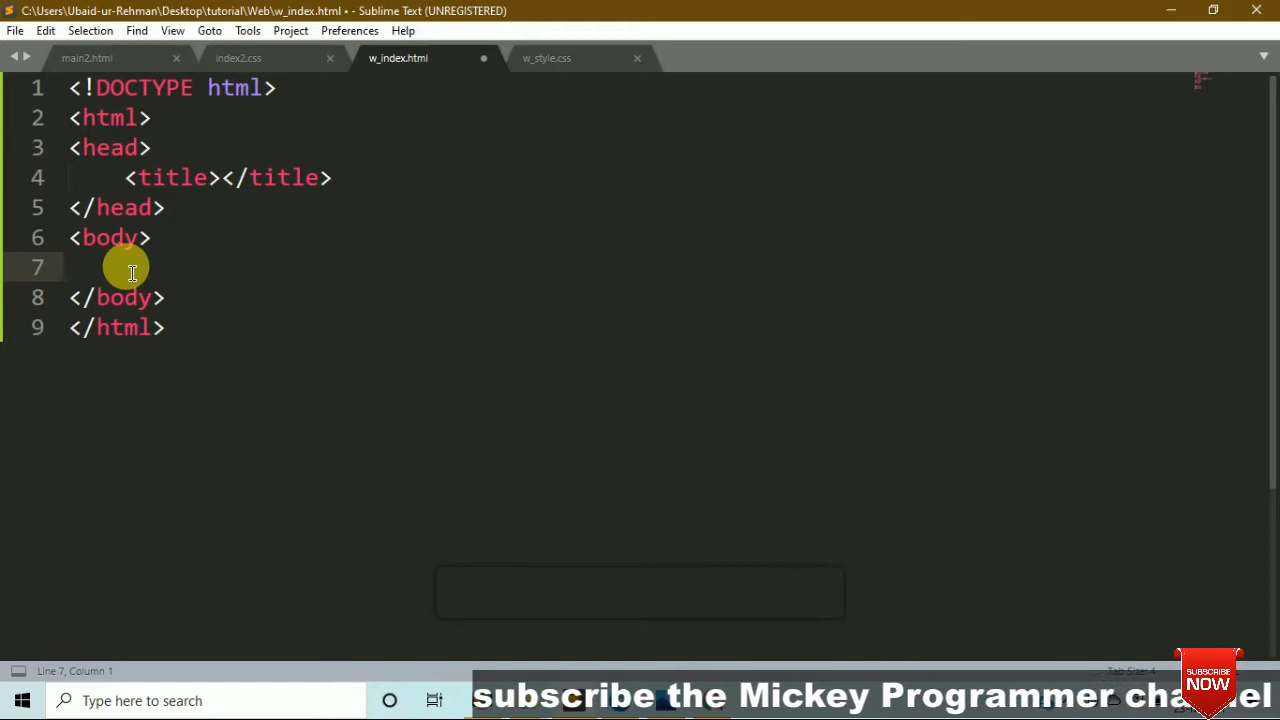 C:\Users\Ubaid-ur-Rehman\Desktop\tutorial\Web\w_index.html • - Sublime Text (UNREGISTERED)
File Edit Selection Find View Goto Tools Project Preferences Help
main2.html index2.css w_index.html w_style.css
1 <!DOCTYPE html>
2 <html>
3 <head>
4 <title></title>
5 </head>
6 <body>
7
8 </body>
9 </html>
Line 7, Column 1 Tab Size: 4
Type here to search
subscribe the Mickey Programmer channel
SUBSCRIBE
NOW